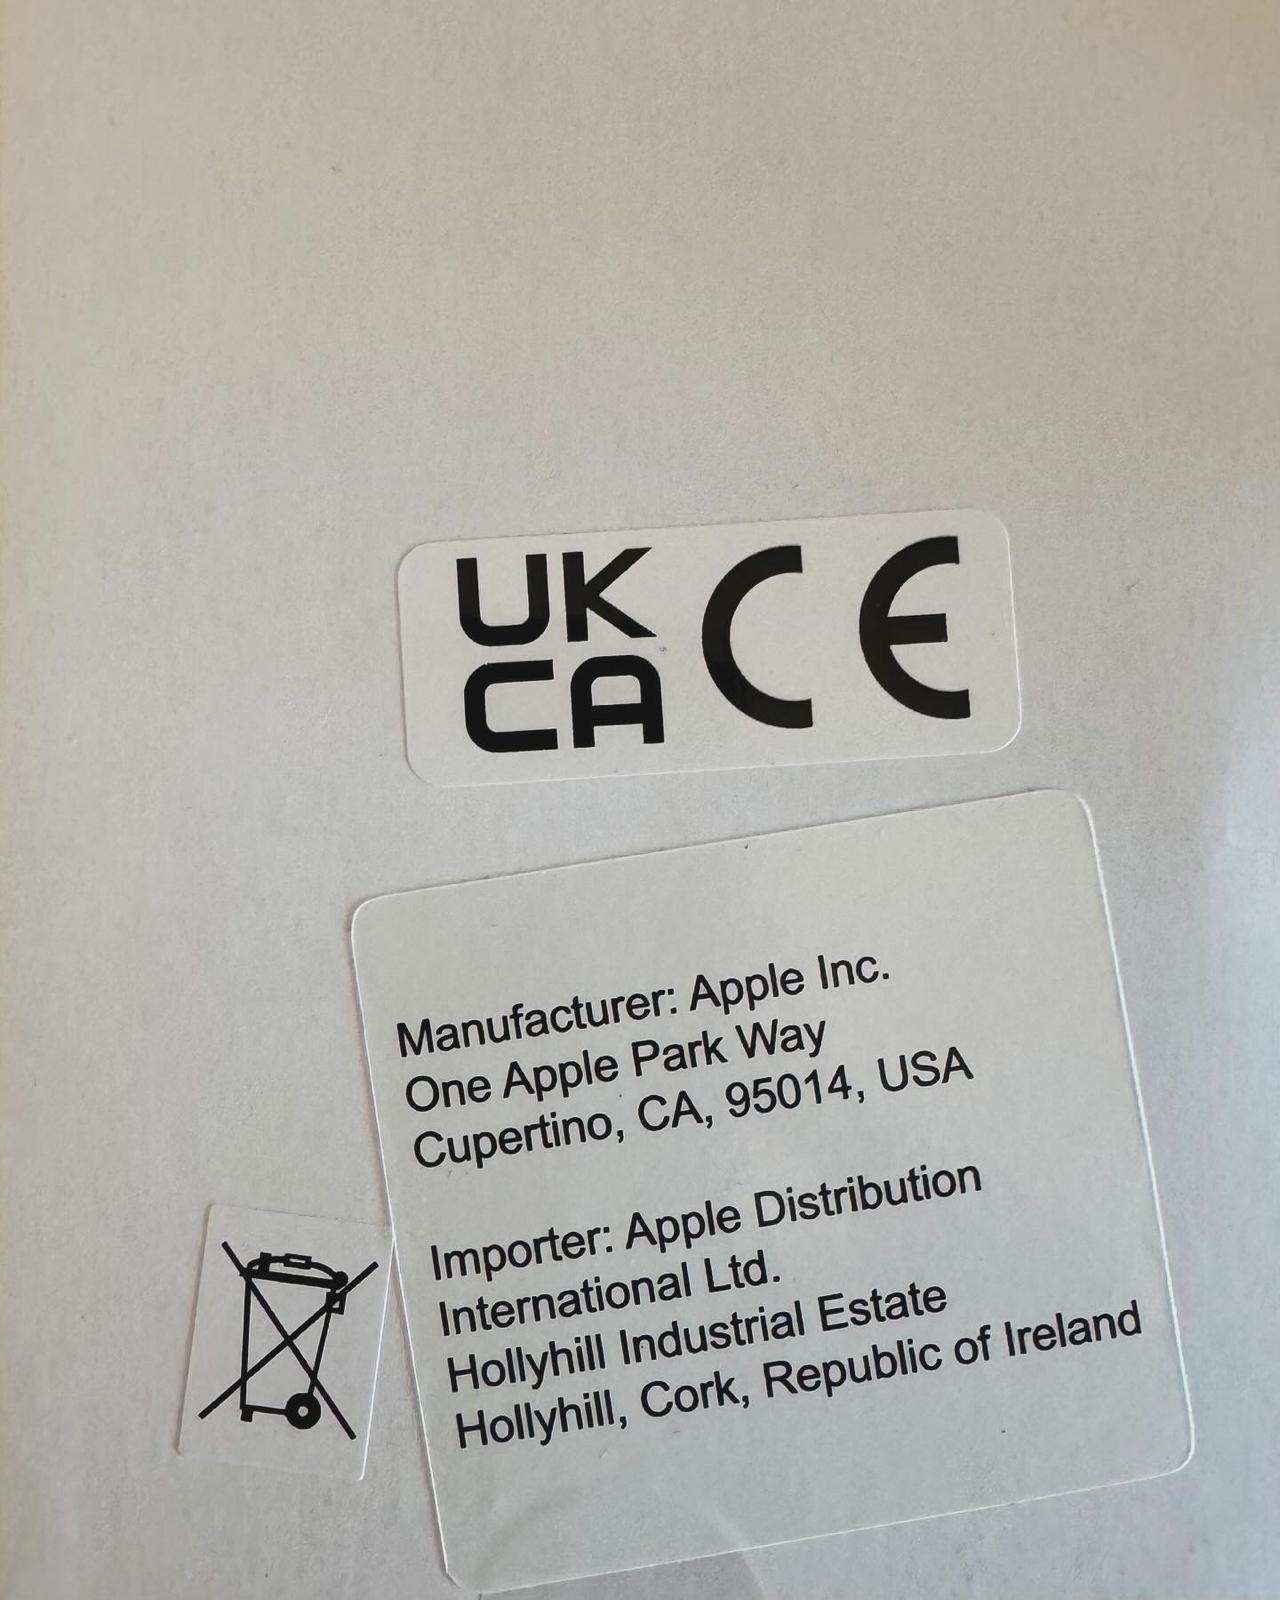 UK
CA CE
Manufacturer: Apple Inc.
One Apple Park Way
Cupertino, CA, 95014, USA
Importer: Apple Distribution
International Ltd.
Hollyhill Industrial Estate
Hollyhill, Cork, Republic of Ireland